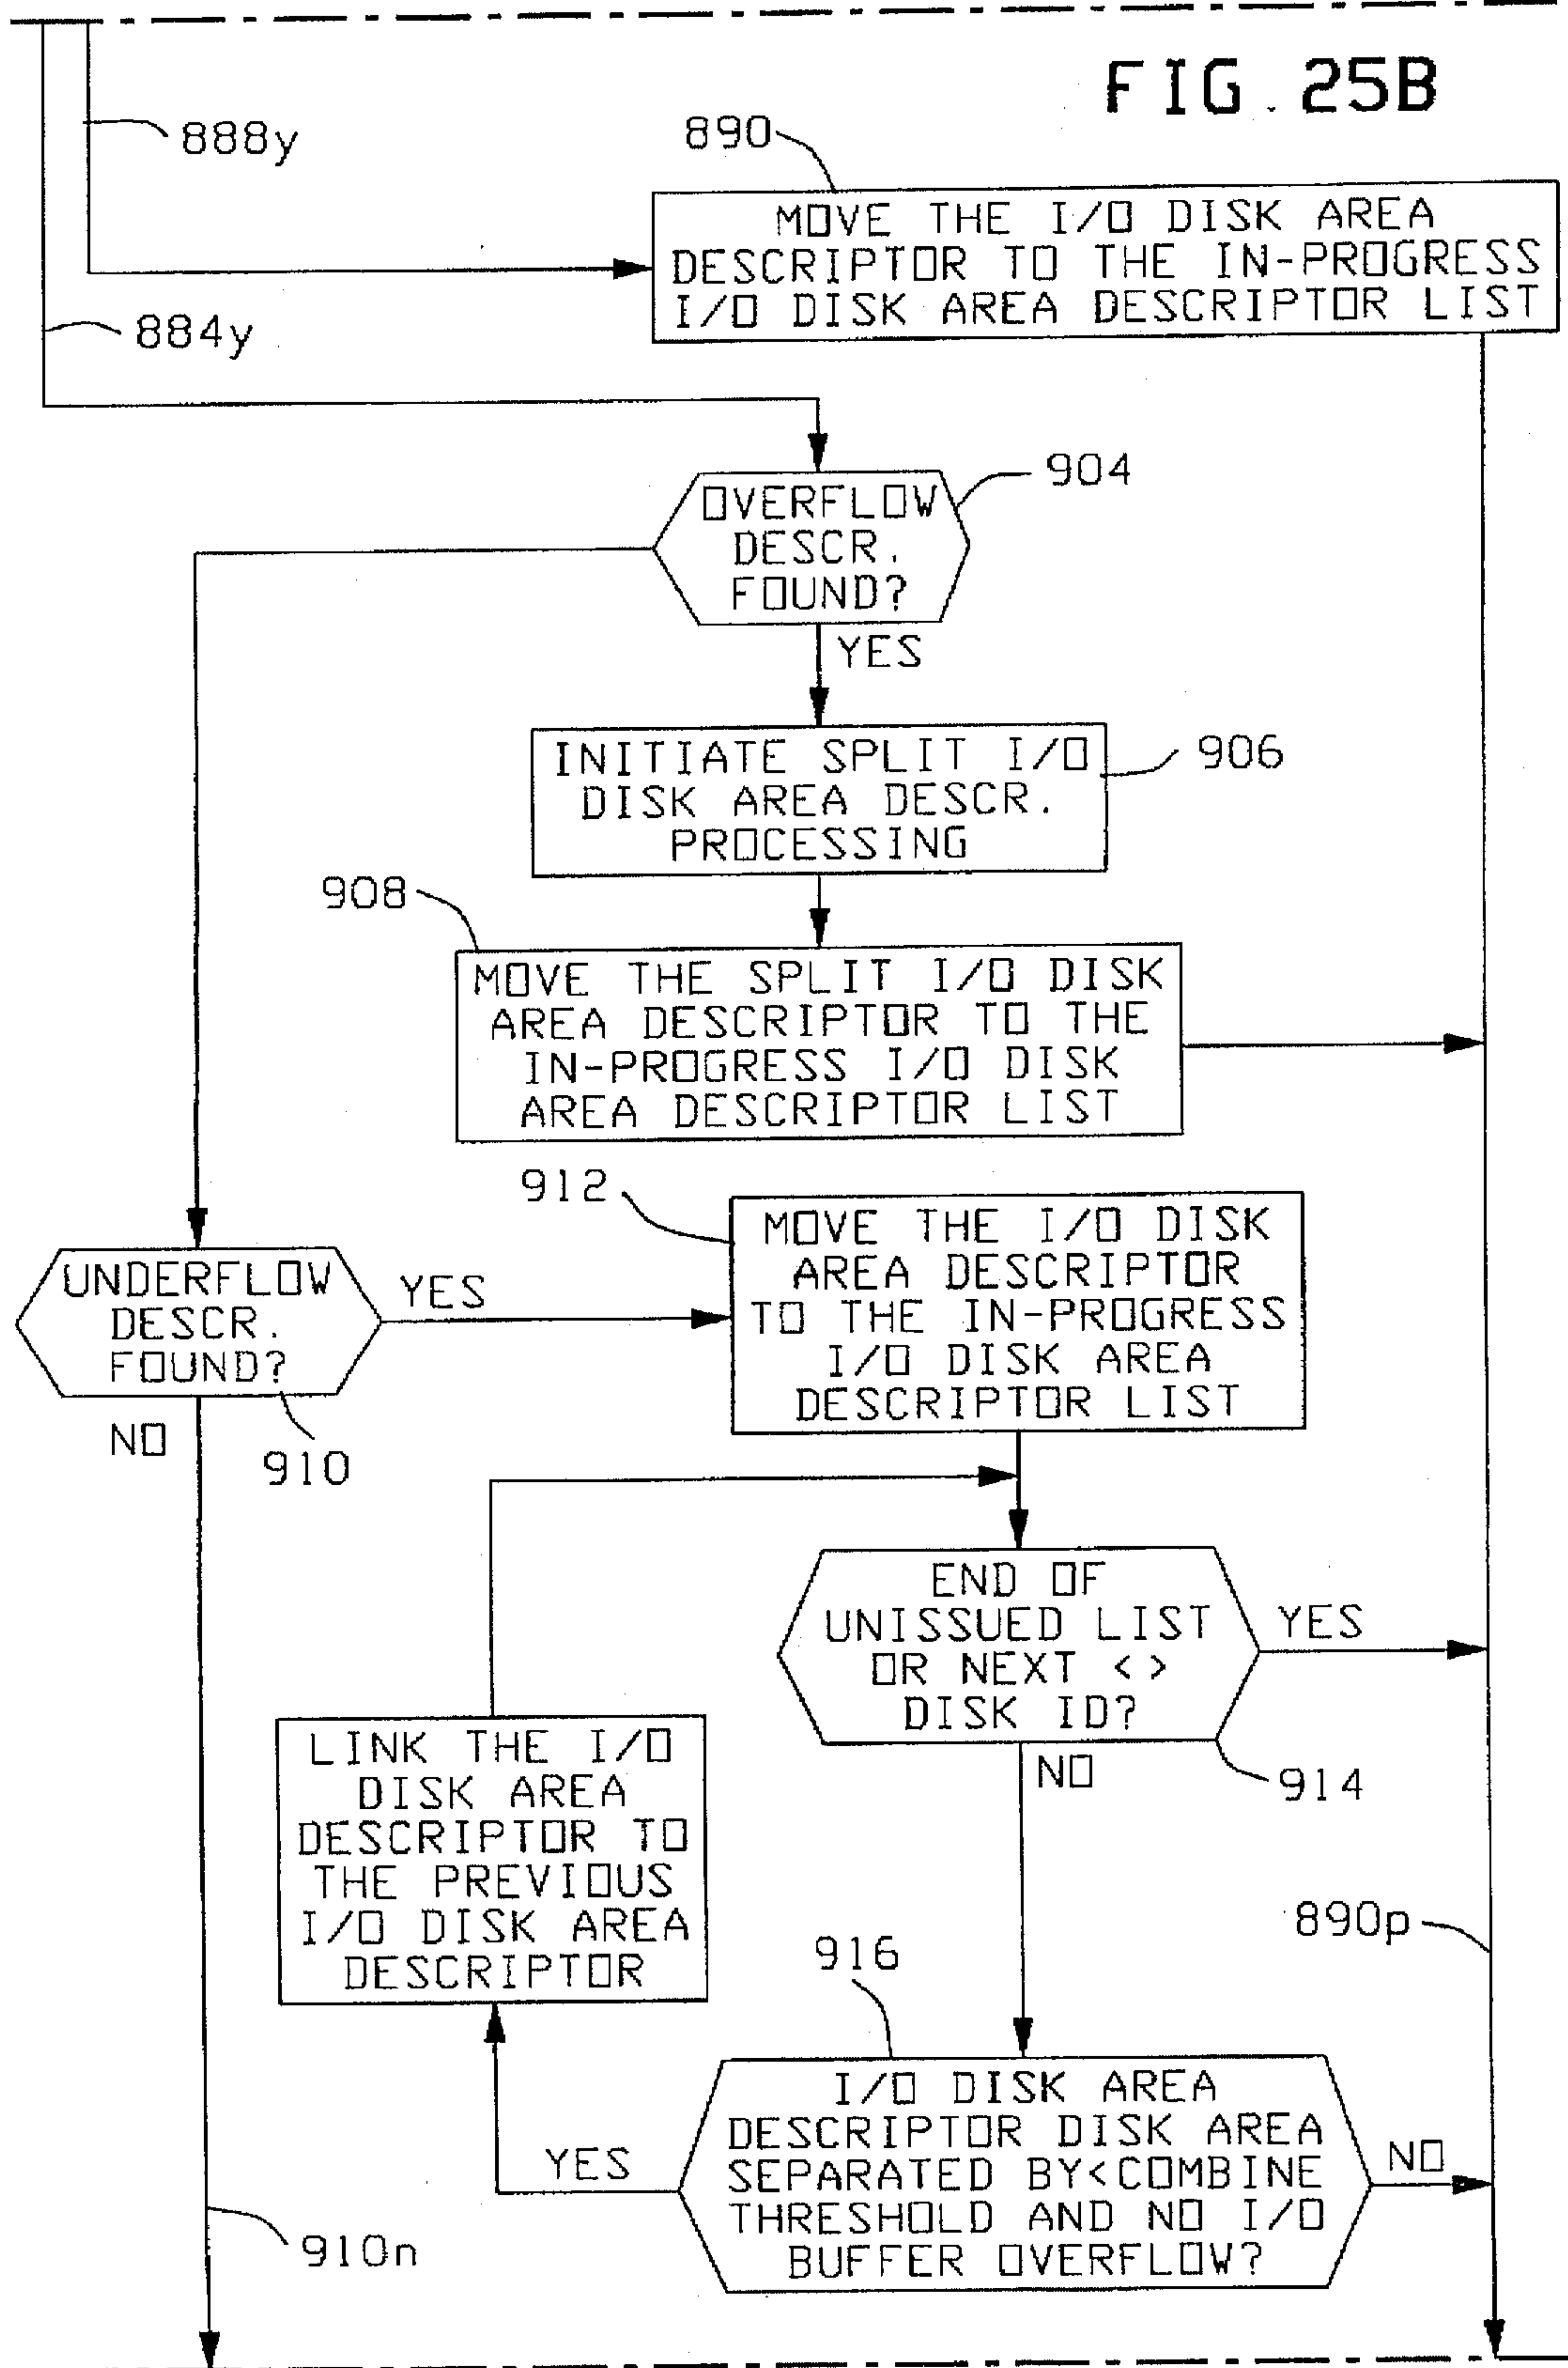 FIG. 25B
888y
890
MOVE THE I/O DISK AREA
DESCRIPTOR TO THE IN-PROGRESS
I/O DISK AREA DESCRIPTOR LIST
884y
904
OVERFLOW
DESCR.
FOUND?
YES
INITIATE SPLIT I/O
DISK AREA DESCR.
PROCESSING
906
908
MOVE THE SPLIT I/O DISK
AREA DESCRIPTOR TO THE
IN-PROGRESS I/O DISK
AREA DESCRIPTOR LIST
912
MOVE THE I/O DISK
AREA DESCRIPTOR
TO THE IN-PROGRESS
I/O DISK AREA
DESCRIPTOR LIST
UNDERFLOW
DESCR.
FOUND?
YES
NO
910
END OF
UNISSUED LIST
OR NEXT <>
DISK ID?
YES
NO
914
LINK THE I/O
DISK AREA
DESCRIPTOR TO
THE PREVIOUS
I/O DISK AREA
DESCRIPTOR
890p
916
I/O DISK AREA
DESCRIPTOR DISK AREA
SEPARATED BY<COMBINE
THRESHOLD AND NO I/O
BUFFER OVERFLOW?
YES
NO
910n